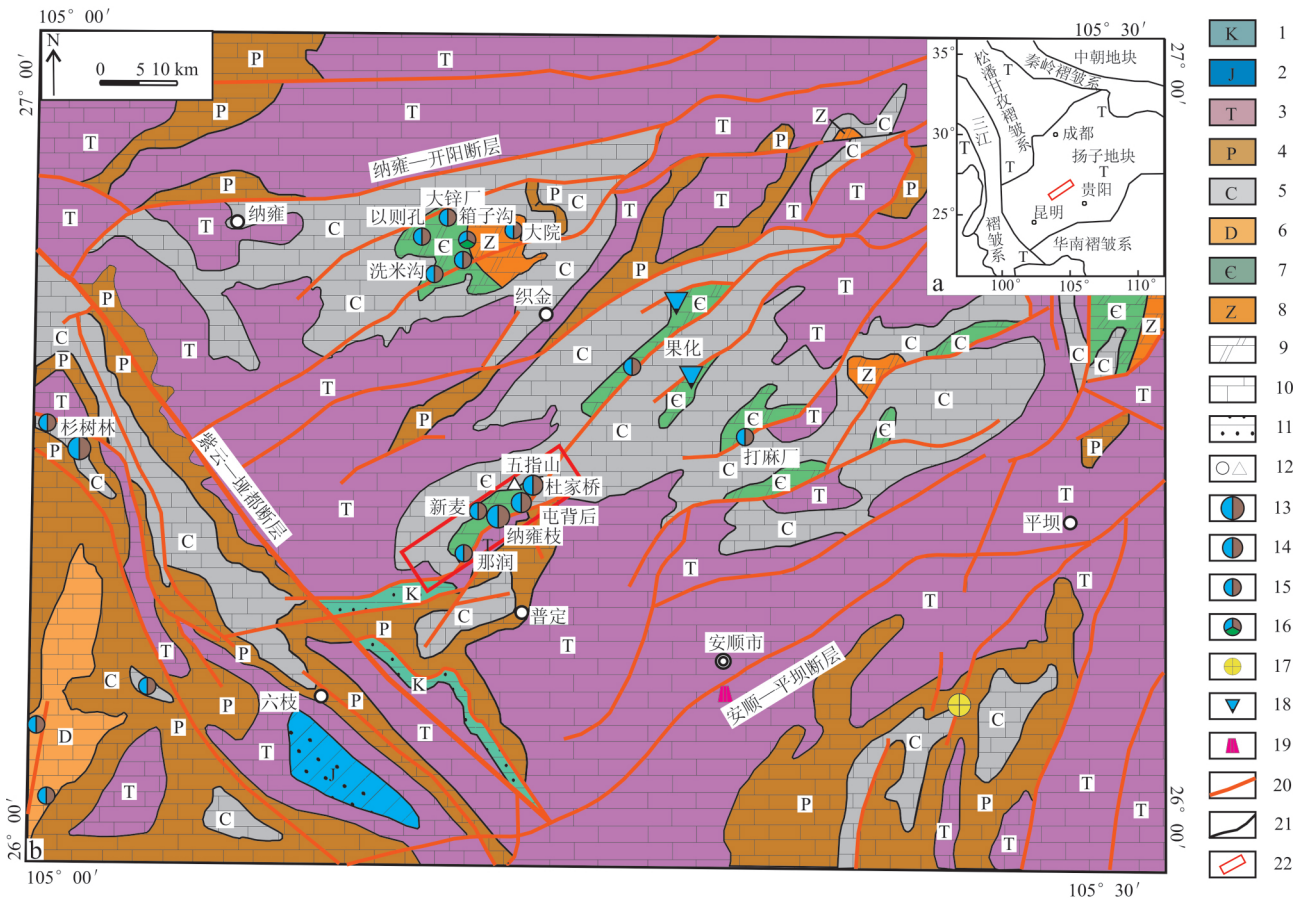 105° 00′
105° 30′
27° 00′
27° 00′
26° 00′
26° 00′
105° 00′
105° 30′
N
0 5 10 km
纳雍—开阳断层
纳雍
大锌厂
以则孔
箱子沟
大院
洗米沟
织金
果化
打麻厂
杉树林
紫云—垭都断层
五指山
杜家桥
新麦
屯背后
纳雍枝
那润
普定
平坝
安顺市
安顺—平坝断层
六枝
b
T
P
C
Z
Є
K
D
J
35°
30°
25°
100°
105°
110°
中朝地块
秦岭褶皱系
松潘甘孜褶皱系
三江
褶皱系
成都
扬子地块
贵阳
昆明
华南褶皱系
T
a
K 1
J 2
T 3
P 4
C 5
D 6
Є 7
Z 8
9
10
11
12
13
14
15
16
17
18
19
20
21
22